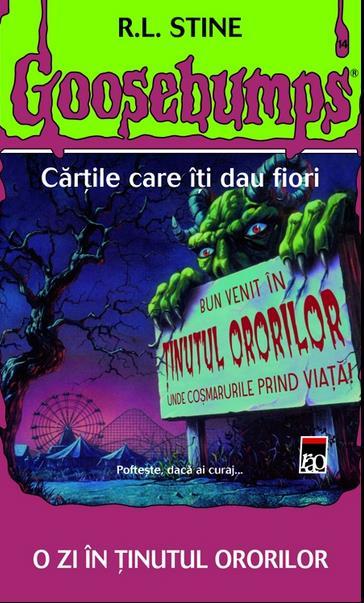 R.L. STINE
14
GOOSEBUMPS®
Cărțile care îți dau fiori
BUN VENIT ÎN
ȚINUTUL ORORILOR
UNDE COȘMARURILE PRIND VIAȚĂ!
Poftește, dacă ai curaj...
rao
O ZI ÎN ȚINUTUL ORORILOR